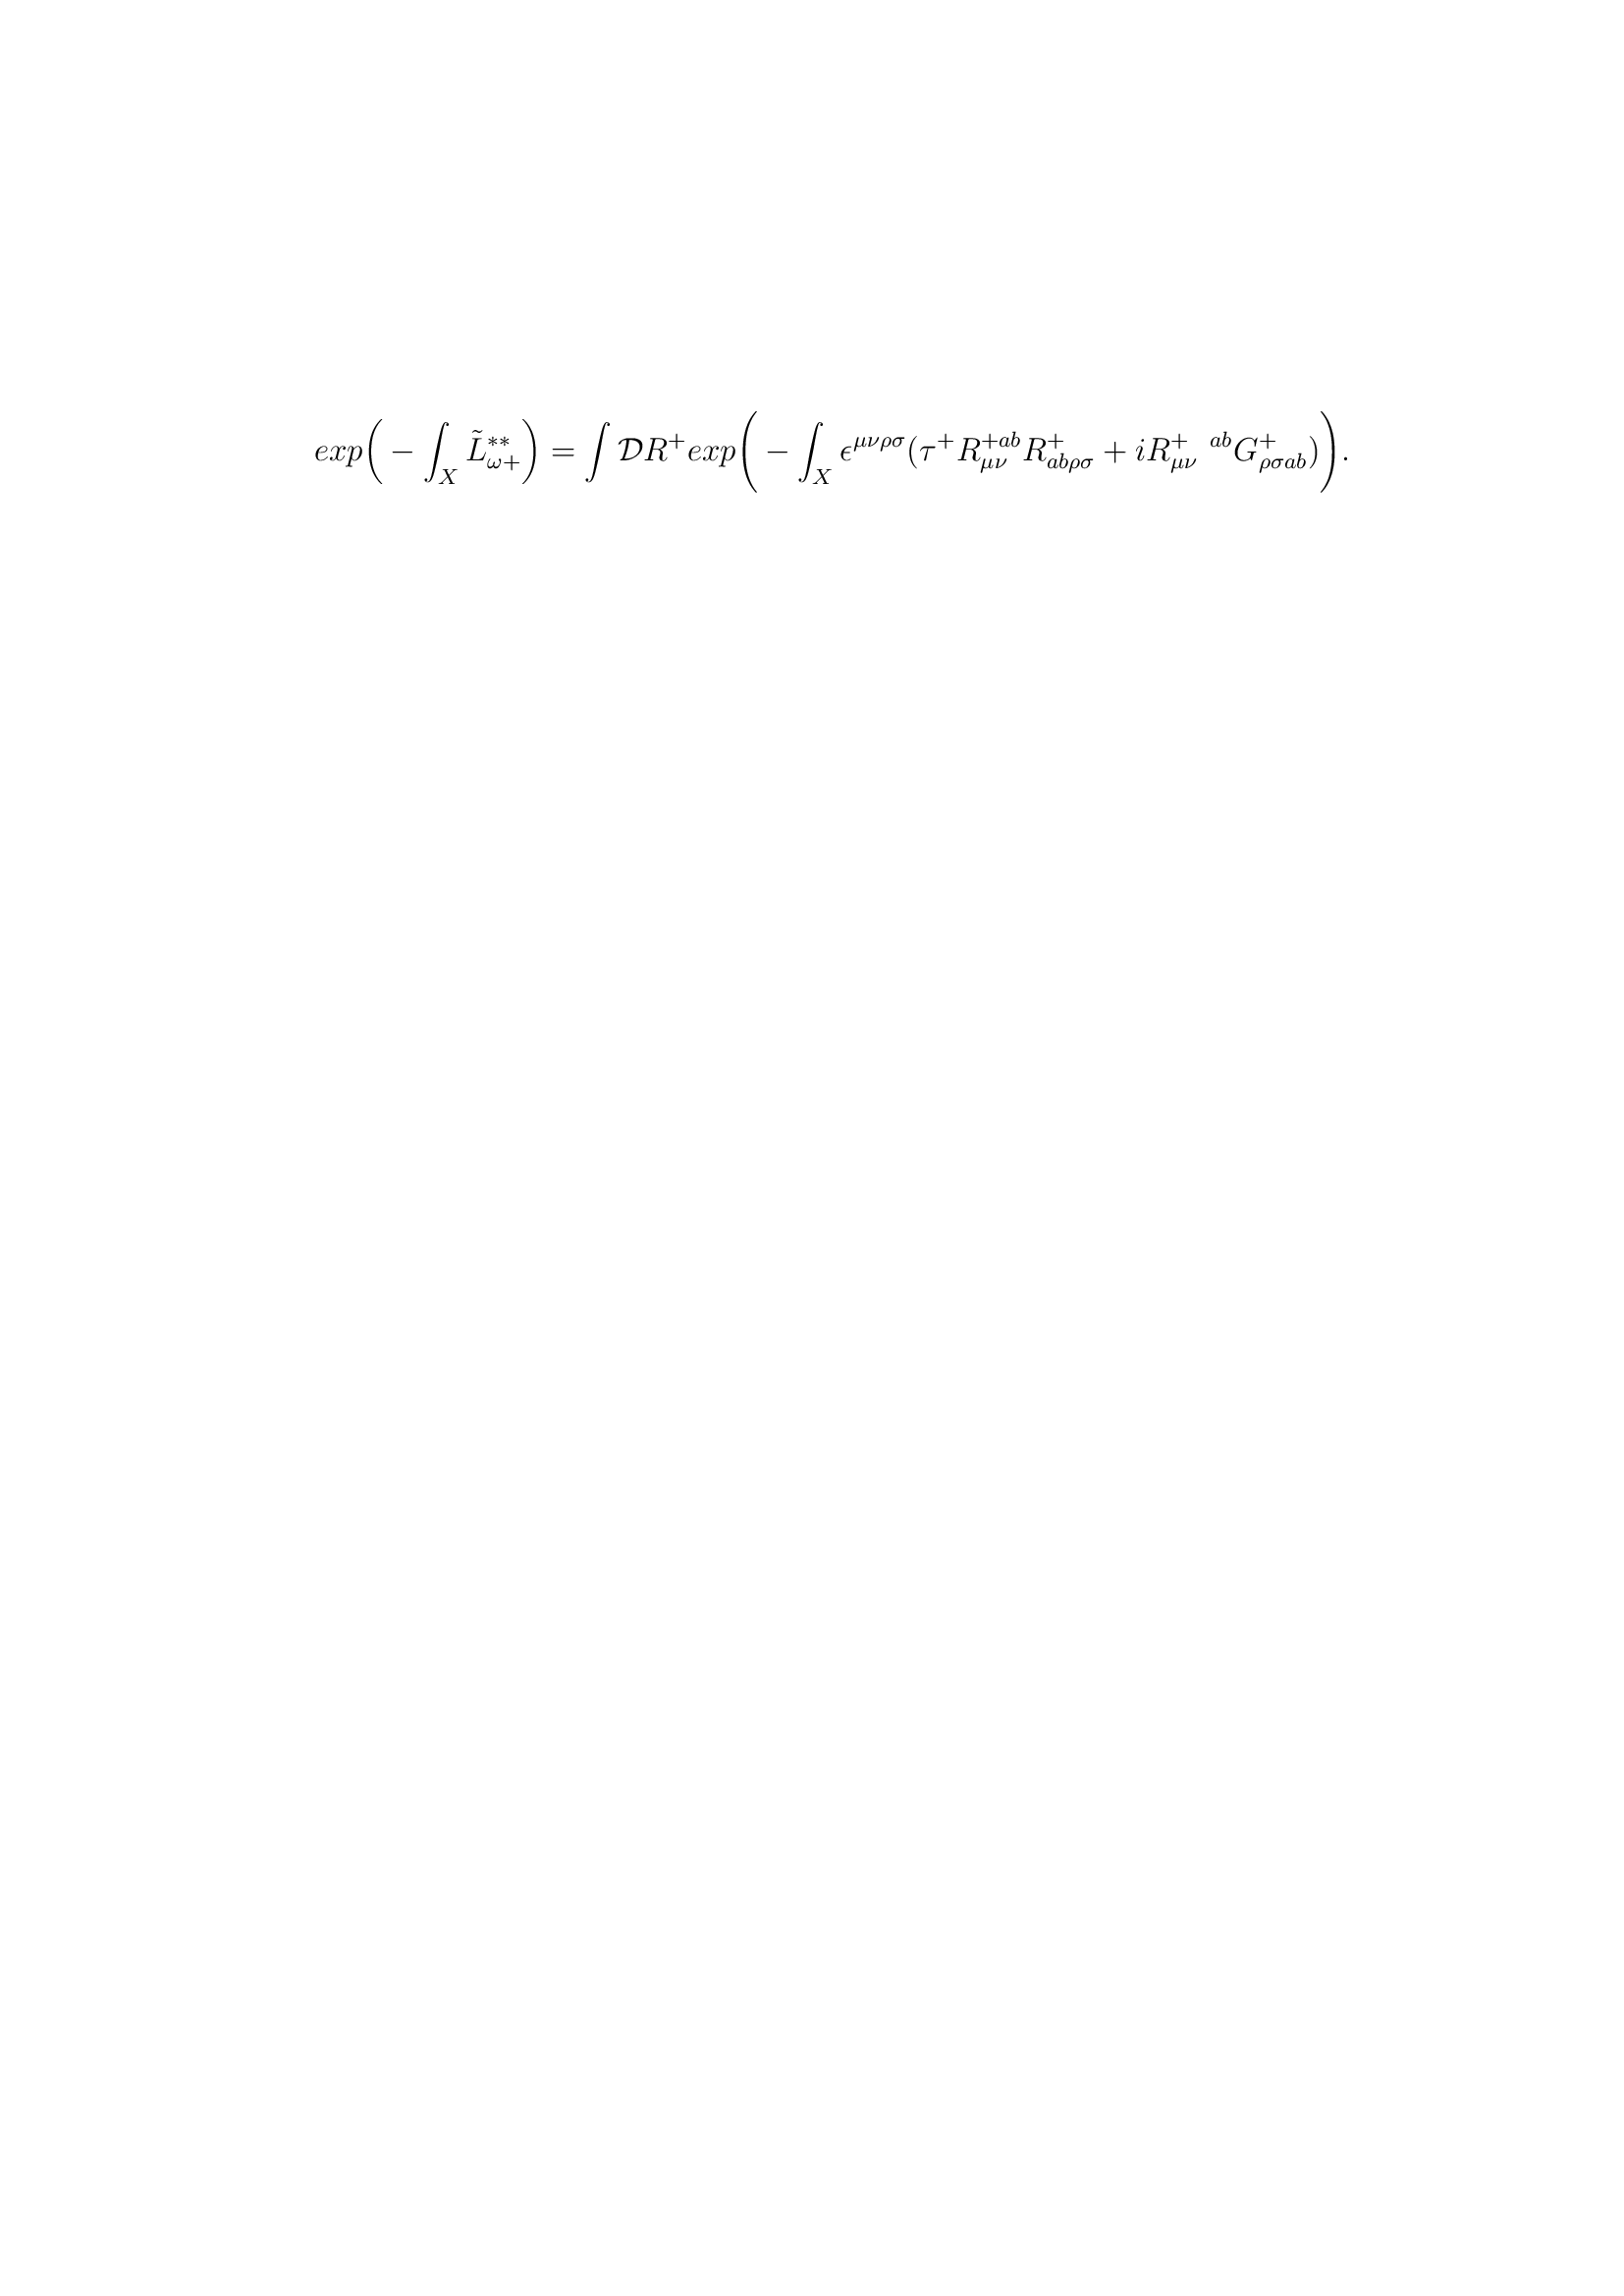 $exp\bigg( - \int_X \tilde{L}^{**}_{\omega +} \bigg) = \int \mathcal{D}R^+ exp\Bigg( - \int_X \epsilon^{\mu\nu\rho\sigma} (\tau^+ R^{+ab}_{\mu\nu} R^+_{ab\rho\sigma} + i R^+_{\mu\nu} {}^{ab} G^+_{\rho\sigma ab}) \Bigg).$